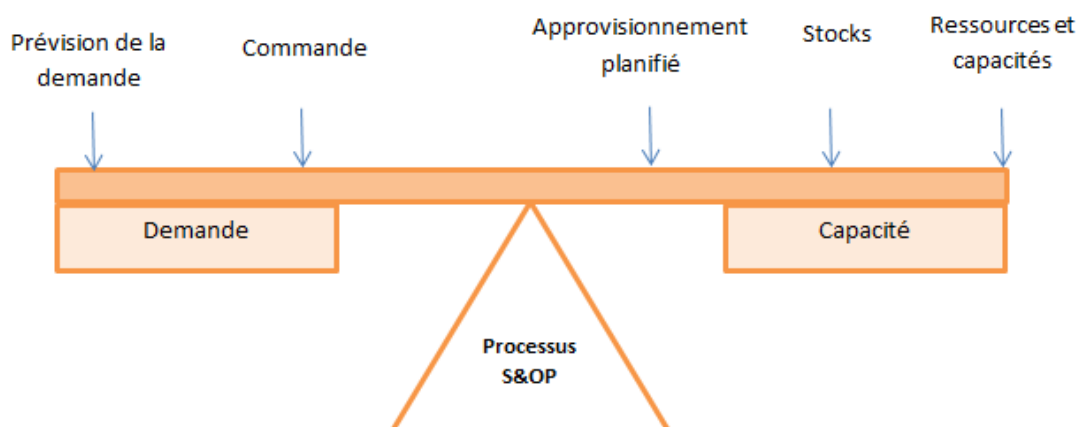 Prévision de la
demande
Commande
Approvisionnement
planifié
Stocks
Ressources et
capacités
Demande
Capacité
Processus
S&OP